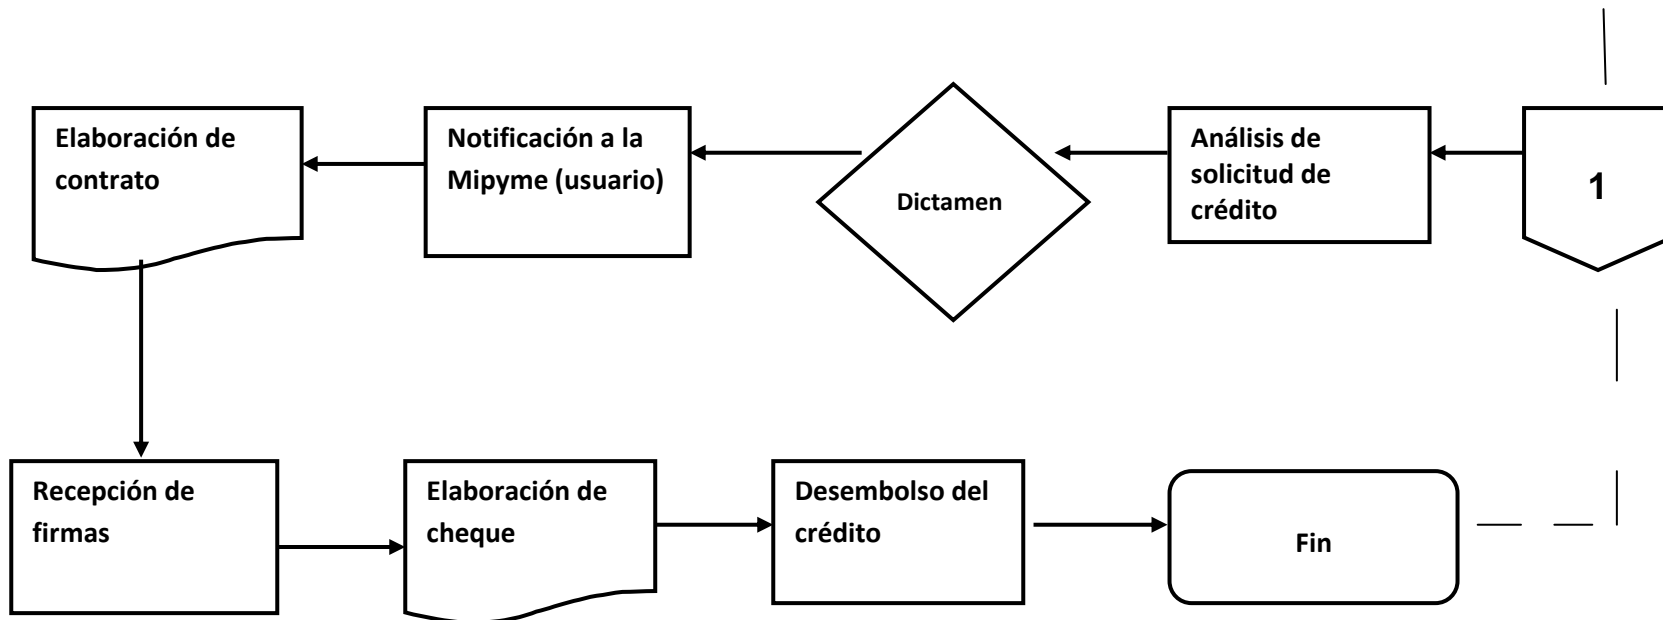 Elaboración de
contrato
Notificación a la
Mipyme (usuario)
Dictamen
Análisis de
solicitud de
crédito
1
Recepción de
firmas
Elaboración de
cheque
Desembolso del
crédito
Fin